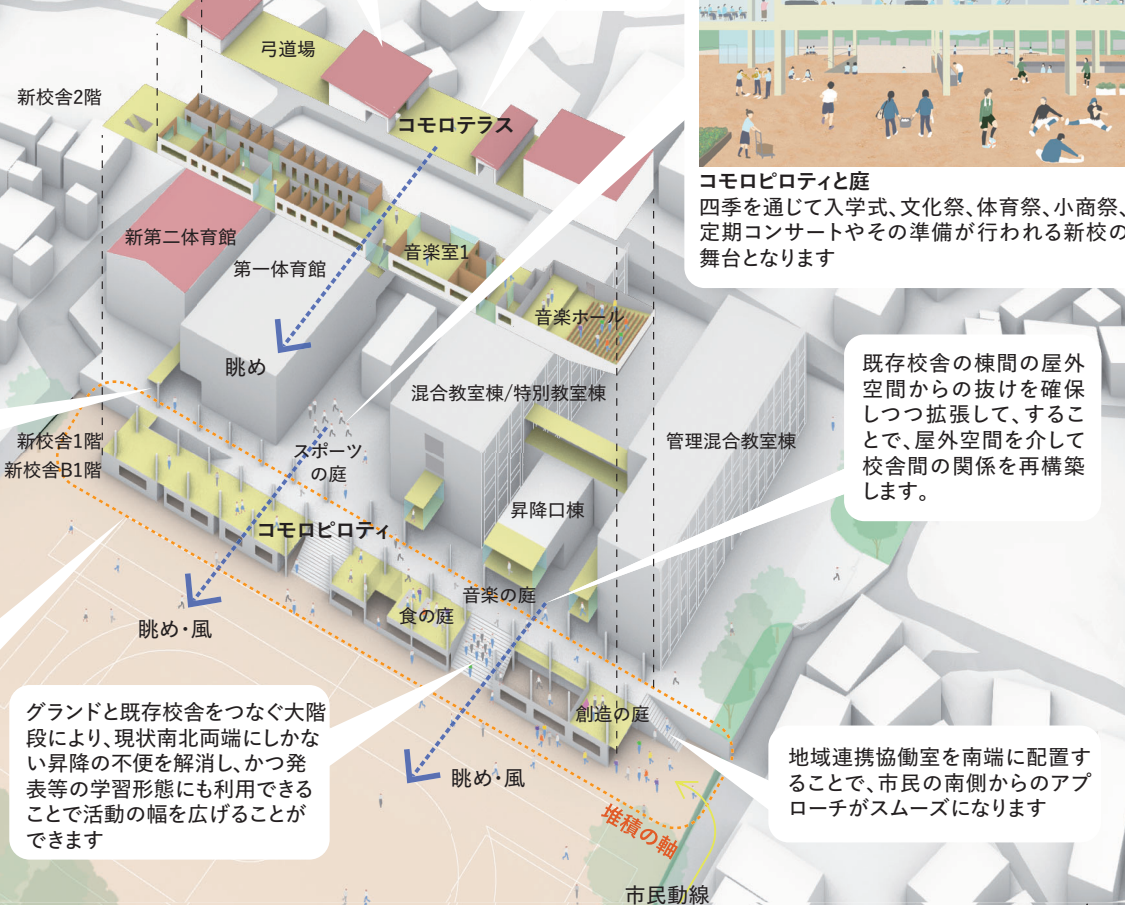 弓道場
新校舎2階
コモロテラス
新第二体育館
第一体育館
音楽室1
音楽ホール
眺め
混合教室棟/特別教室棟
管理混合教室棟
新校舎1階
新校舎B1階
スポーツ
の庭
昇降口棟
コモロピロティ
音楽の庭
食の庭
眺め・風
創造の庭
眺め・風
堆積の軸
市民動線
コモロピロティと庭
四季を通じて入学式、文化祭、体育祭、小商祭、
定期コンサートやその準備が行われる新校の
舞台となります
既存校舎の棟間の屋外
空間からの抜けを確保
しつつ拡張して、するこ
とで、屋外空間を介して
校舎間の関係を再構築
します。
グランドと既存校舎をつなぐ大階
段により、現状南北両端にしかな
い昇降の不便を解消し、かつ発
表等の学習形態にも利用できる
ことで活動の幅を広げることが
できます
地域連携協働室を南端に配置す
ることで、市民の南側からのアプ
ローチがスムーズになります